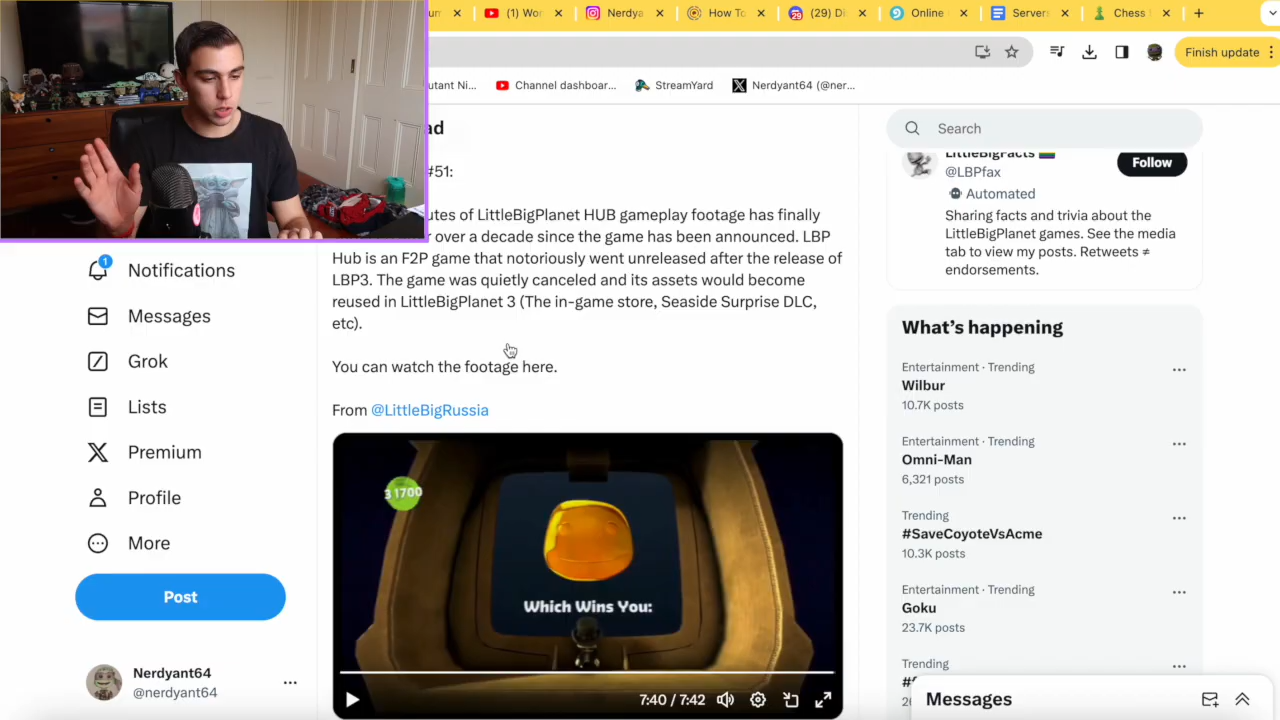 (1) Wor
Nerdya
How To
(29) Di
Online
Servers
Chess
Finish update
utant Ni...
Channel dashboar...
StreamYard
Nerdyant64 (@ner...
ad
#51:
utes of LittleBigPlanet HUB gameplay footage has finally
over a decade since the game has been announced. LBP
Hub is an F2P game that notoriously went unreleased after the release of
LBP3. The game was quietly canceled and its assets would become
reused in LittleBigPlanet 3 (The in-game store, Seaside Surprise DLC,
etc).
You can watch the footage here.
From @LittleBigRussia
31700
Which Wins You:
7:40 / 7:42
Notifications
1
Messages
Grok
Lists
Premium
Profile
More
Post
Nerdyant64
@nerdyant64
Search
LittleBigFacts
@LBPfax
Follow
Automated
Sharing facts and trivia about the
LittleBigPlanet games. See the media
tab to view my posts. Retweets ≠
endorsements.
What's happening
Entertainment · Trending
Wilbur
10.7K posts
Entertainment · Trending
Omni-Man
6,321 posts
Trending
#SaveCoyoteVsAcme
10.3K posts
Entertainment · Trending
Goku
23.7K posts
Trending
Messages